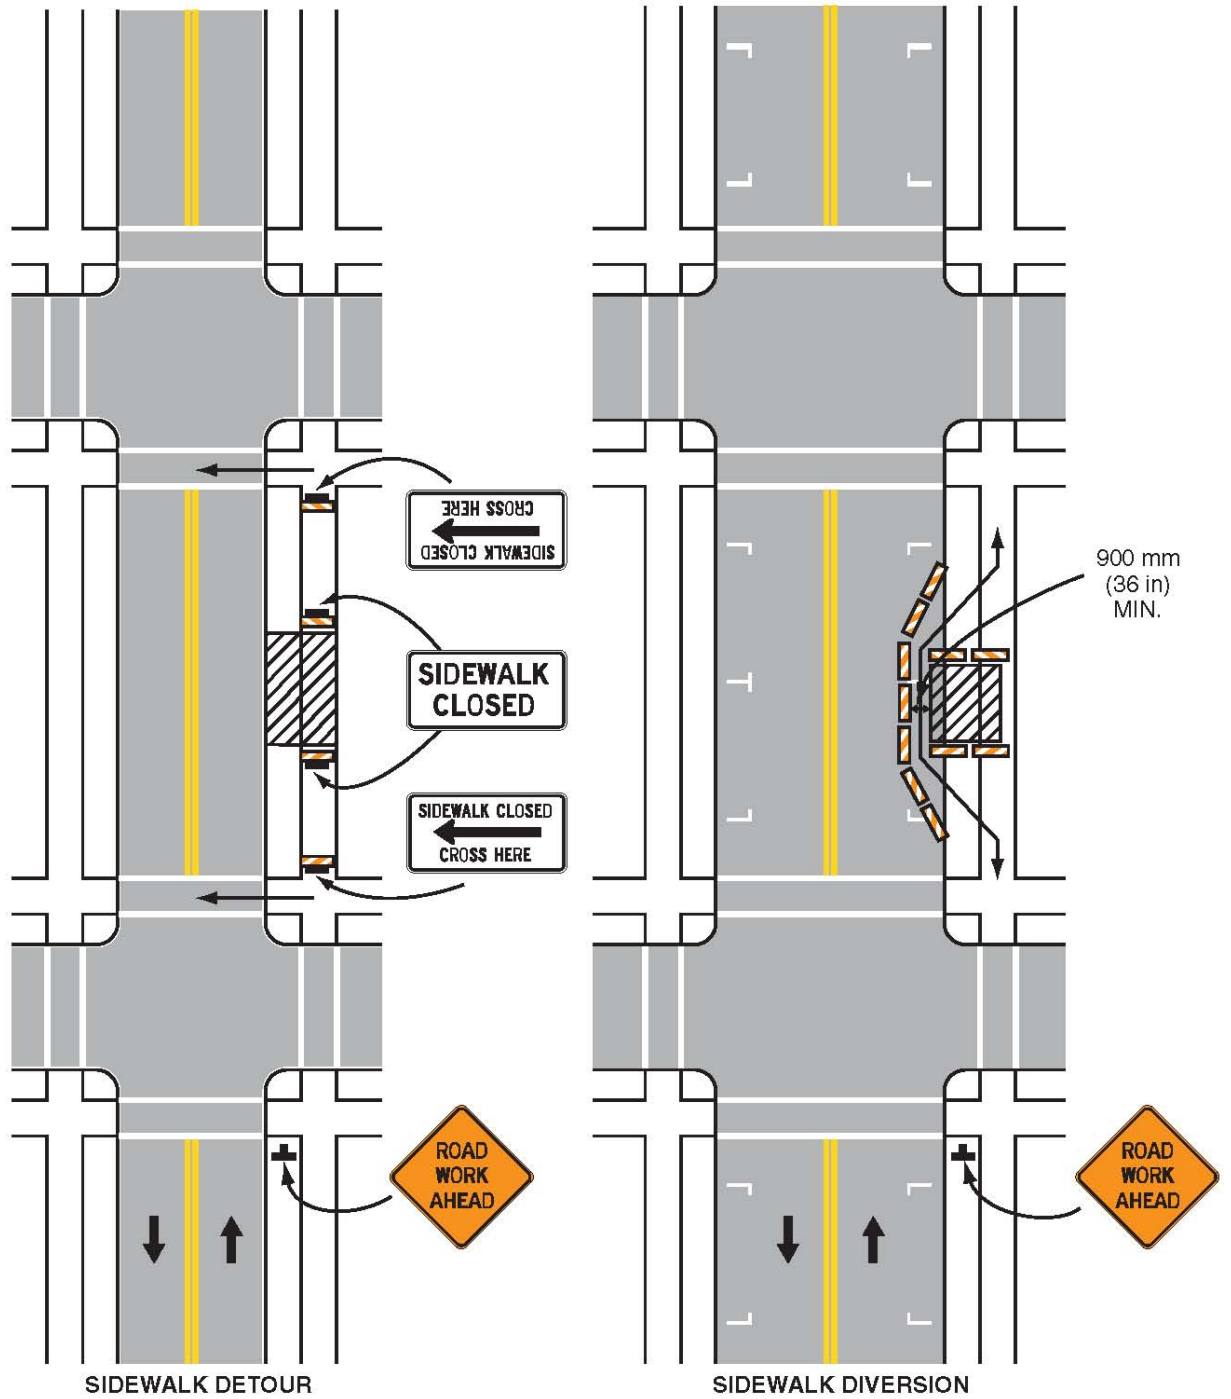 CROSS HERE
SIDEWALK CLOSED
SIDEWALK
CLOSED
SIDEWALK CLOSED
CROSS HERE
ROAD
WORK
AHEAD
SIDEWALK DETOUR
900 mm
(36 in)
MIN.
ROAD
WORK
AHEAD
SIDEWALK DIVERSION